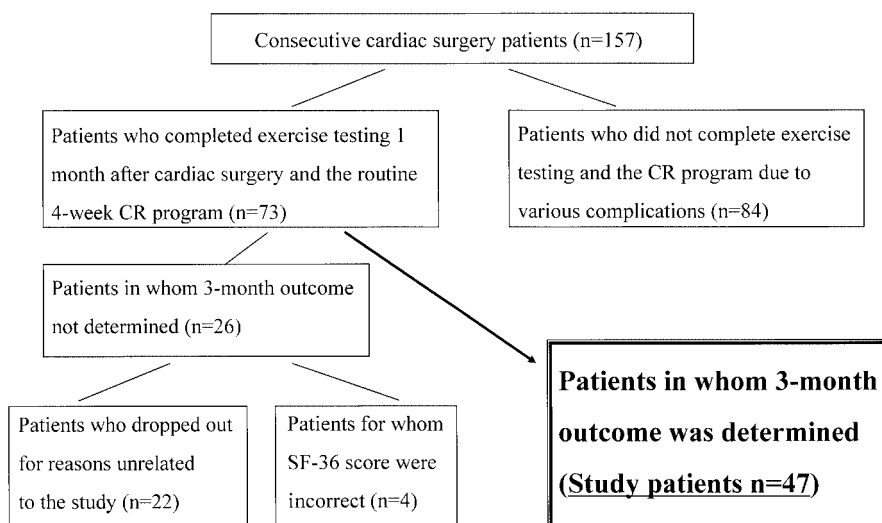 Consecutive cardiac surgery patients (n=157)
Patients who completed exercise testing 1
month after cardiac surgery and the routine
4-week CR program (n=73)
Patients who did not complete exercise
testing and the CR program due to
various complications (n=84)
Patients in whom 3-month outcome
not determined (n=26)
Patients who dropped out
for reasons unrelated
to the study (n=22)
Patients for whom
SF-36 score were
incorrect (n=4)
Patients in whom 3-month
outcome was determined
(Study patients n=47)